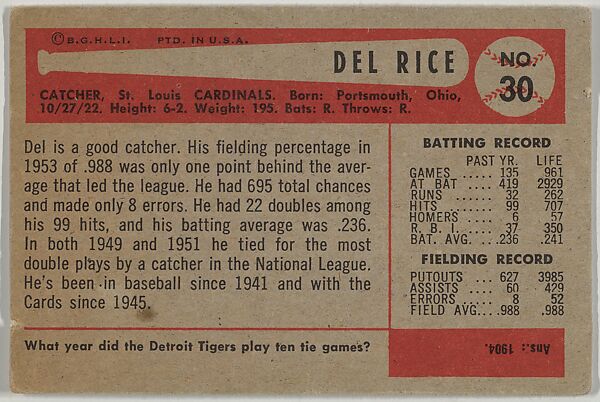 © B.G.H.L.I. PTD. IN U.S.A.
DEL RICE
NO. 30
CATCHER, St. Louis CARDINALS. Born: Portsmouth, Ohio,
10/27/22. Height: 6-2. Weight: 195. Bats: R. Throws: R.
Del is a good catcher. His fielding percentage in
1953 of .988 was only one point behind the aver-
age that led the league. He had 695 total chances
and made only 8 errors. He had 22 doubles among
his 99 hits, and his batting average was .236.
In both 1949 and 1951 he tied for the most
double plays by a catcher in the National League.
He's been in baseball since 1941 and with the
Cards since 1945.
BATTING RECORD
PAST YR. LIFE
GAMES ..... 135 961
AT BAT .... 419 2929
RUNS ...... 32 262
HITS ...... 99 707
HOMERS .... 6 57
R. B. I. .... 37 350
BAT. AVG. ... .236 .241
FIELDING RECORD
PUTOUTS ... 627 3985
ASSISTS .... 60 429
ERRORS ..... 8 52
FIELD AVG.... .988 .988
What year did the Detroit Tigers play ten tie games?
Ans.: 1904.